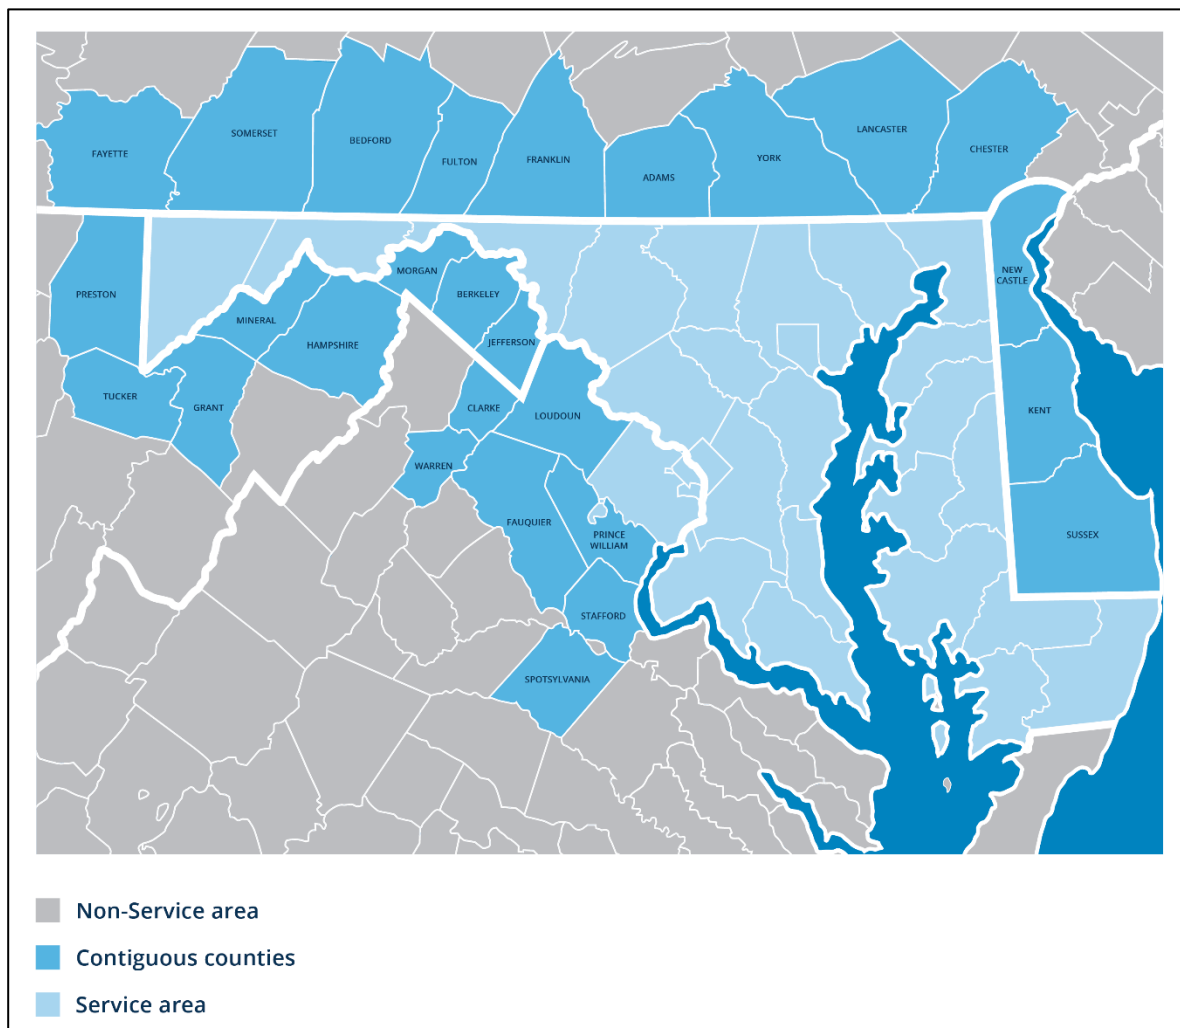 SOMERSET
BEDFORD
FAYETTE
FULTON
FRANKLIN
ADAMS
YORK
LANCASTER
CHESTER
PRESTON
MORGAN
BERKELEY
NEW
CASTLE
MINERAL
HAMPSHIRE
JEFFERSON
TUCKER
GRANT
CLARKE
LOUDOUN
KENT
WARREN
FAUQUIER
PRINCE
WILLIAM
SUSSEX
STAFFORD
SPOTSYLVANIA
Non-Service area
Contiguous counties
Service area